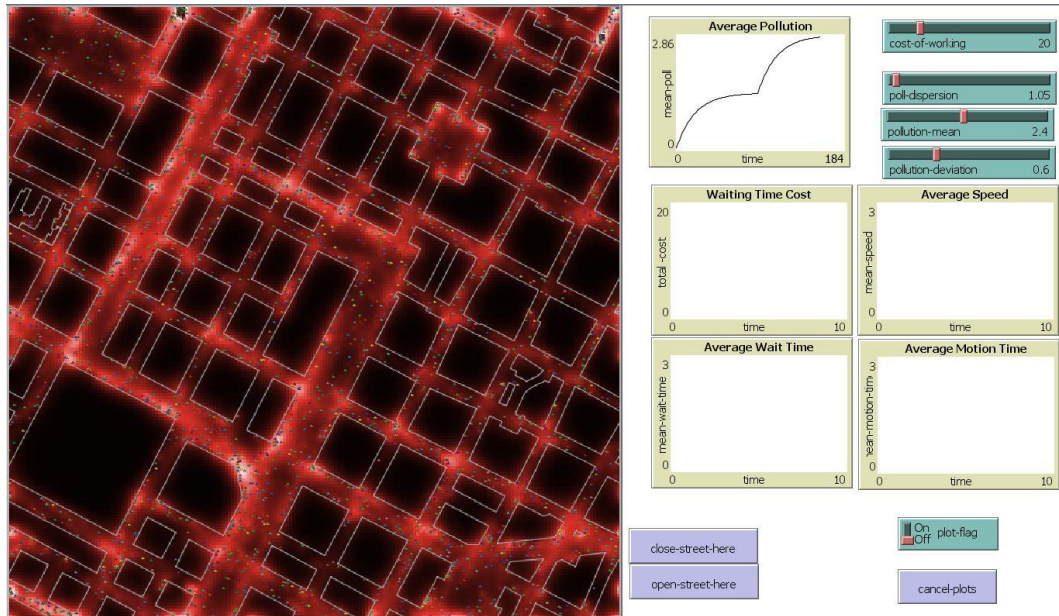 Average Pollution
2.86
mean-poll
0
0 time 184
cost-of-working 20
poll-dispersion 1.05
pollution-mean 2.4
pollution-deviation 0.6
Waiting Time Cost
20
total -cost
0
0 time 10
Average Speed
3
mean-speed
0
0 time 10
Average Wait Time
3
mean-wait-time
0
0 time 10
Average Motion Time
3
nean-motion-tim
0
0 time 10
close-street-here
open-street-here
On
Off plot-flag
cancel-plots